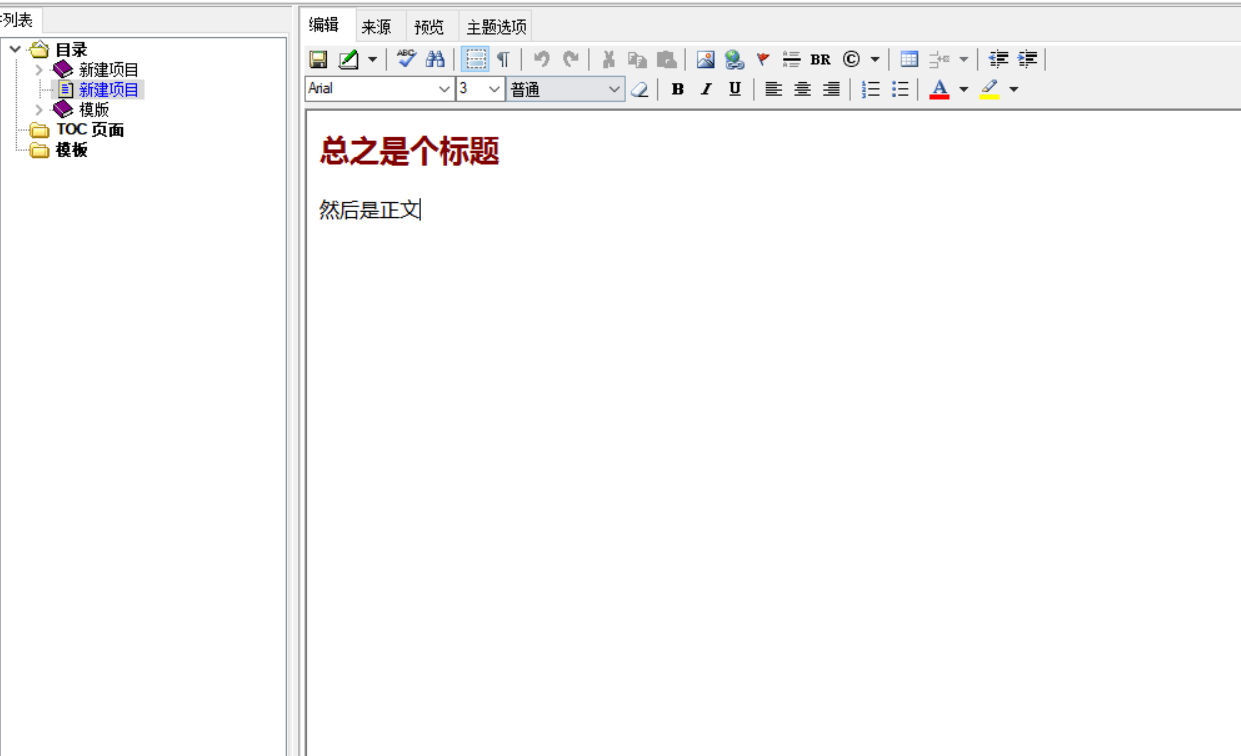 列表
编辑 来源 预览 主题选项
目录
新建项目
新建项目
模版
TOC 页面
模板
ABC
BR
Arial 3 普通
B I U
A
总之是个标题
然后是正文